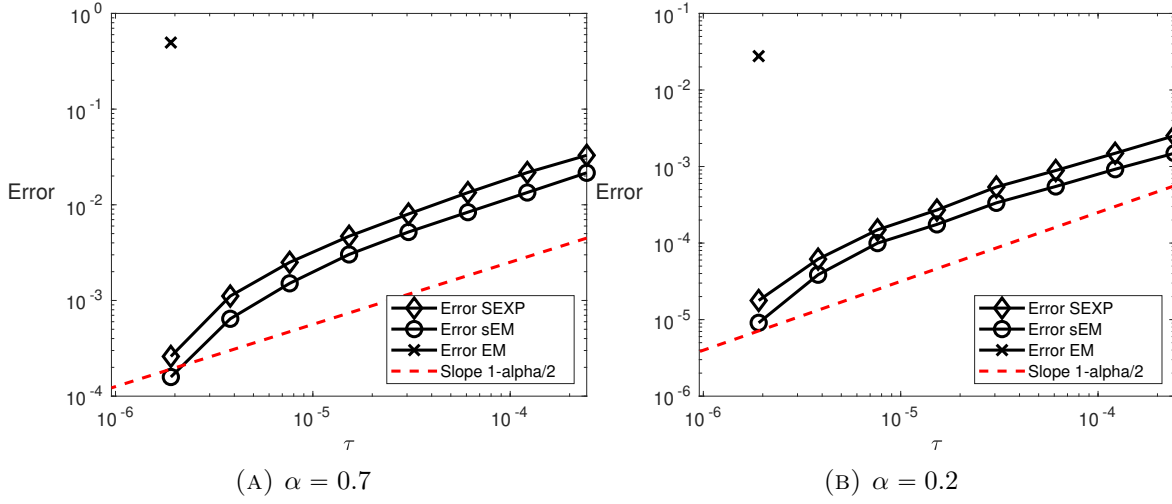 10^0
10^-1
10^-2
10^-3
10^-4
Error
10^-6
10^-5
10^-4
τ
Error SEXP
Error sEM
Error EM
Slope 1-alpha/2
(A) α = 0.7
10^-1
10^-2
10^-3
10^-4
10^-5
10^-6
Error
10^-6
10^-5
10^-4
τ
Error SEXP
Error sEM
Error EM
Slope 1-alpha/2
(B) α = 0.2